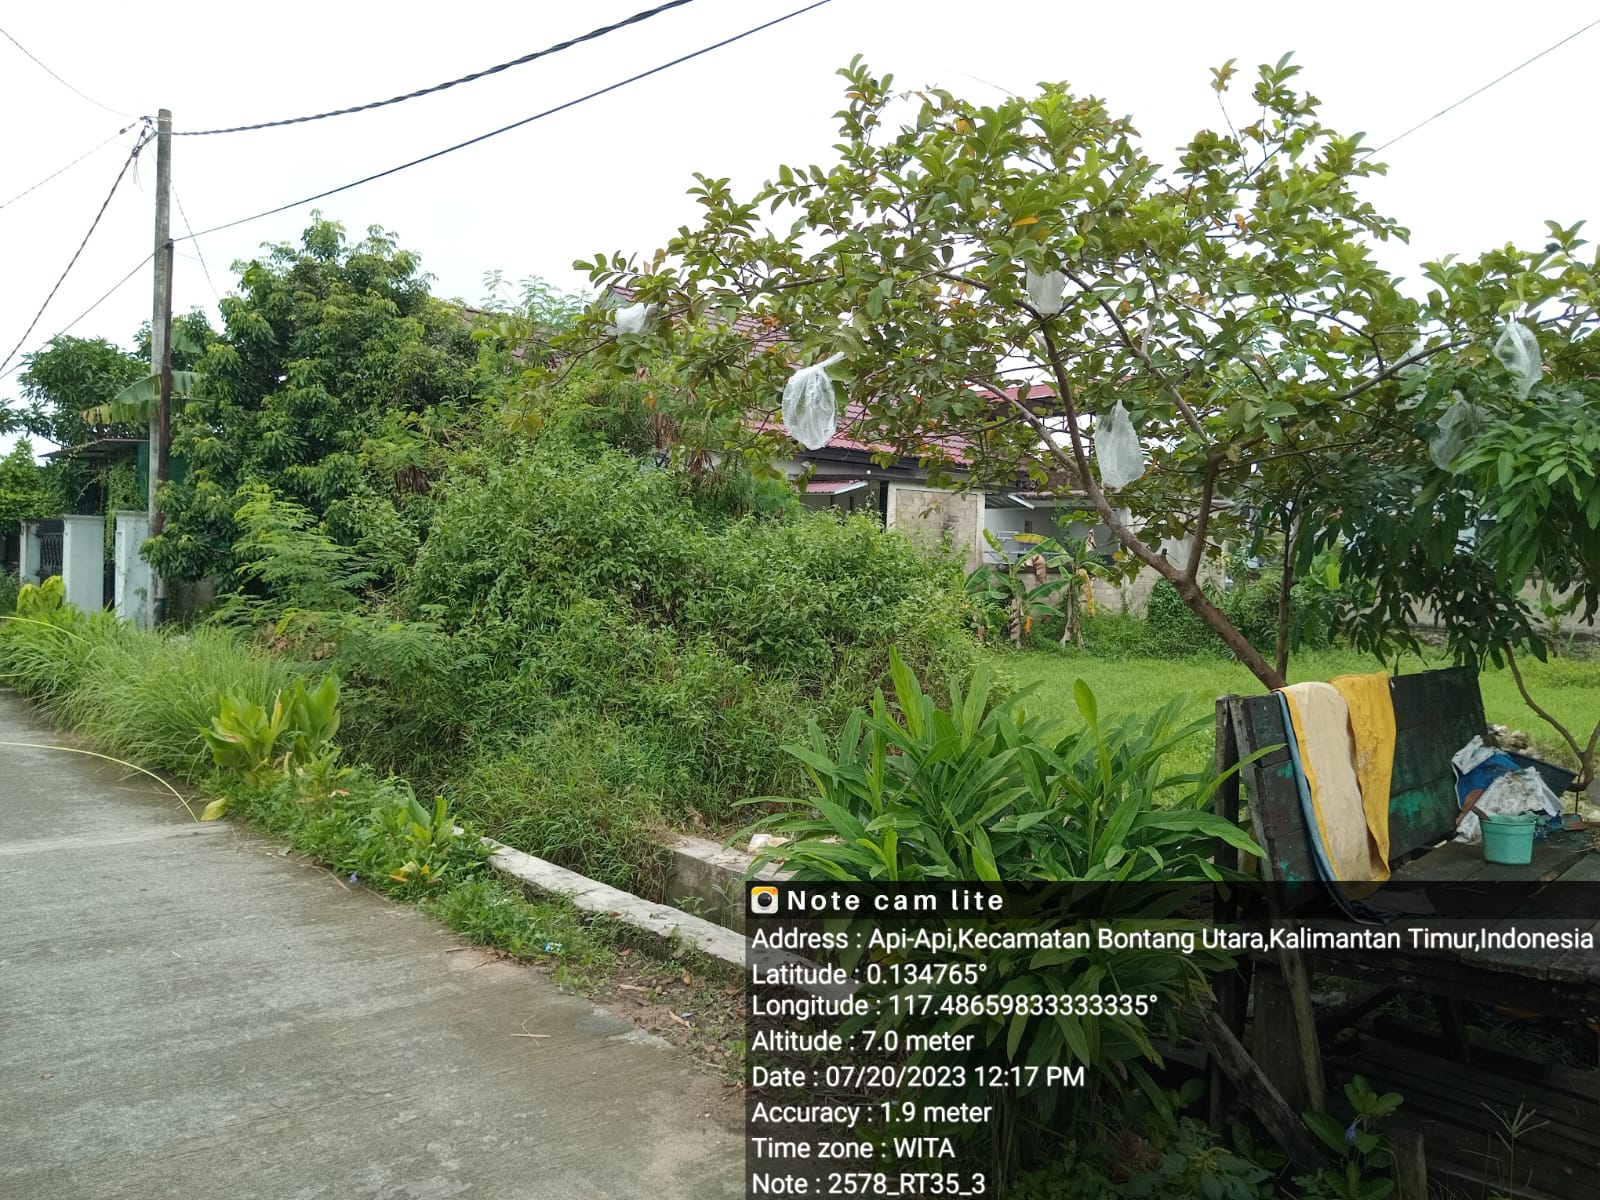 Note cam lite
Address : Api-Api,Kecamatan Bontang Utara,Kalimantan Timur,Indonesia
Latitude : 0.134765°
Longitude : 117.48659833333335°
Altitude : 7.0 meter
Date : 07/20/2023 12:17 PM
Accuracy : 1.9 meter
Time zone : WITA
Note : 2578_RT35_3